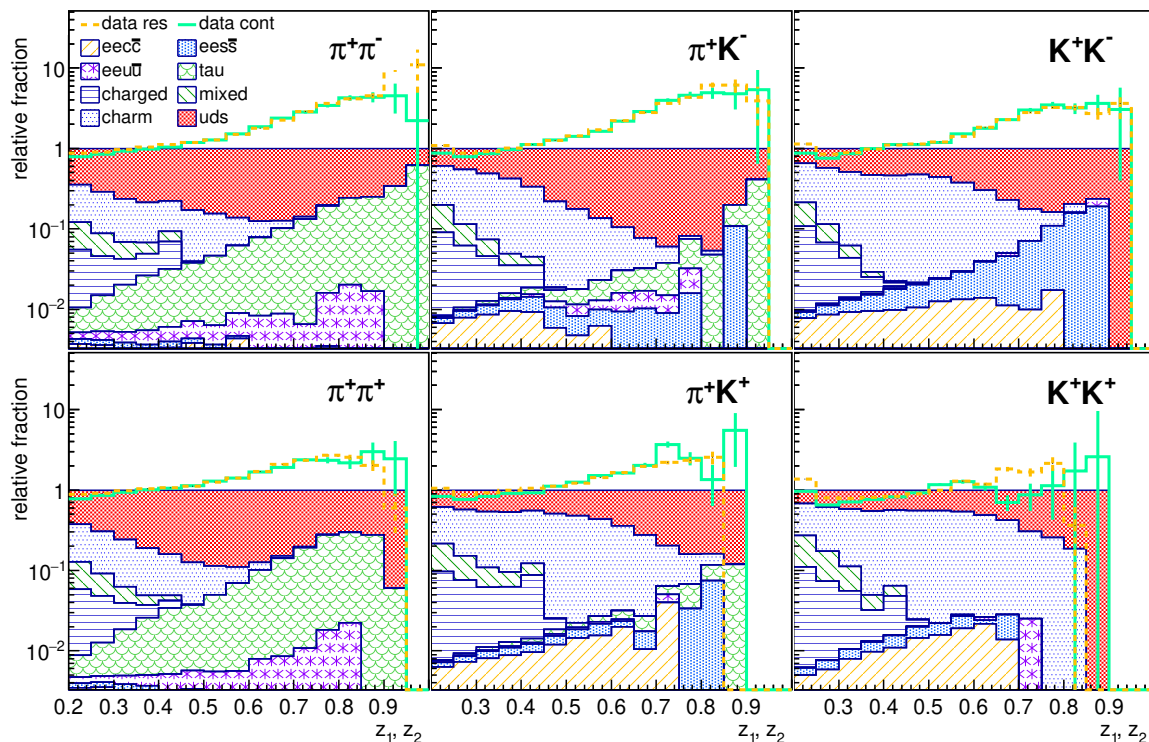 data res data cont
eec̄c ees̄s
eeūu tau
charged mixed
charm uds
π⁺π⁻
π⁺K⁻
K⁺K⁻
relative fraction
10
1
10⁻¹
10⁻²
π⁺π⁺
π⁺K⁺
K⁺K⁺
relative fraction
10
1
10⁻¹
10⁻²
0.2 0.3 0.4 0.5 0.6 0.7 0.8 0.9
0.3 0.4 0.5 0.6 0.7 0.8 0.9
0.3 0.4 0.5 0.6 0.7 0.8 0.9
z₁, z₂
z₁, z₂
z₁, z₂